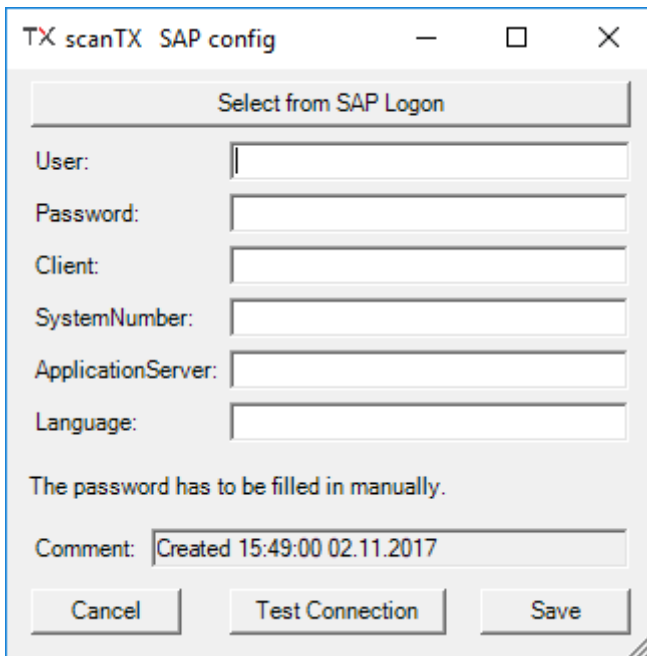 TX scanTX SAP config
Select from SAP Logon
User:
Password:
Client:
SystemNumber:
ApplicationServer:
Language:
The password has to be filled in manually.
Comment: Created 15:49:00 02.11.2017
Cancel Test Connection Save